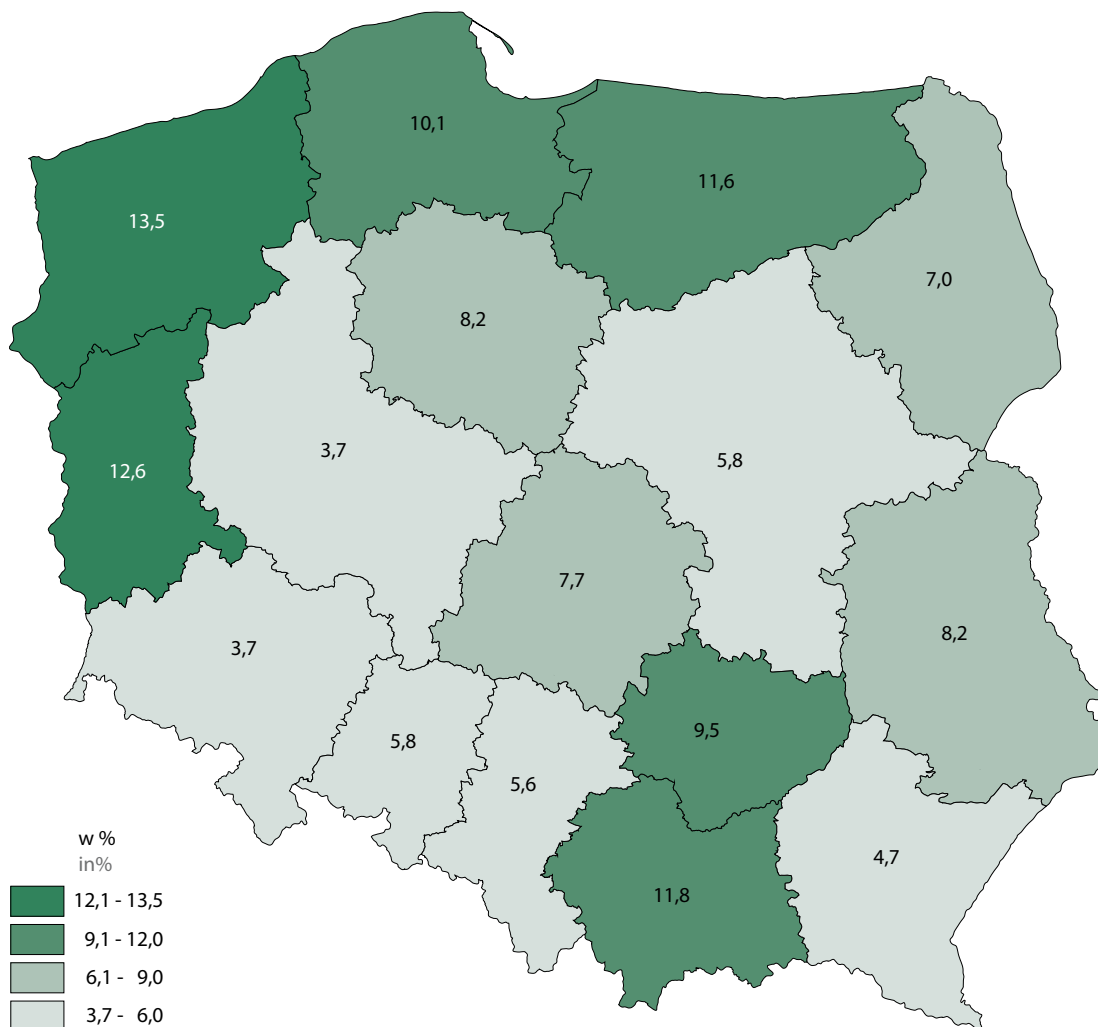 10,1
11,6
13,5
7,0
8,2
3,7
5,8
12,6
7,7
8,2
3,7
9,5
5,8
5,6
4,7
11,8
w %
in%
12,1 - 13,5
9,1 - 12,0
6,1 - 9,0
3,7 - 6,0